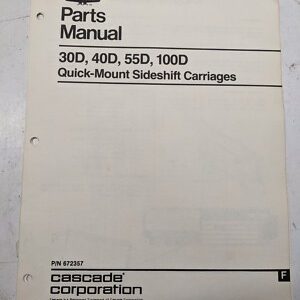 Parts
Manual
30D, 40D, 55D, 100D
Quick-Mount Sideshift Carriages
P/N 672357
cascade
corporation
F